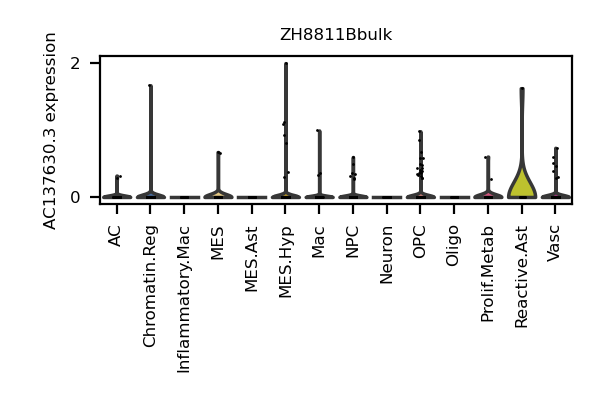 ZH8811Bbulk
AC137630.3 expression
2
0
AC
Chromatin.Reg
Inflammatory.Mac
MES
MES.Ast
MES.Hyp
Mac
NPC
Neuron
OPC
Oligo
Prolif.Metab
Reactive.Ast
Vasc